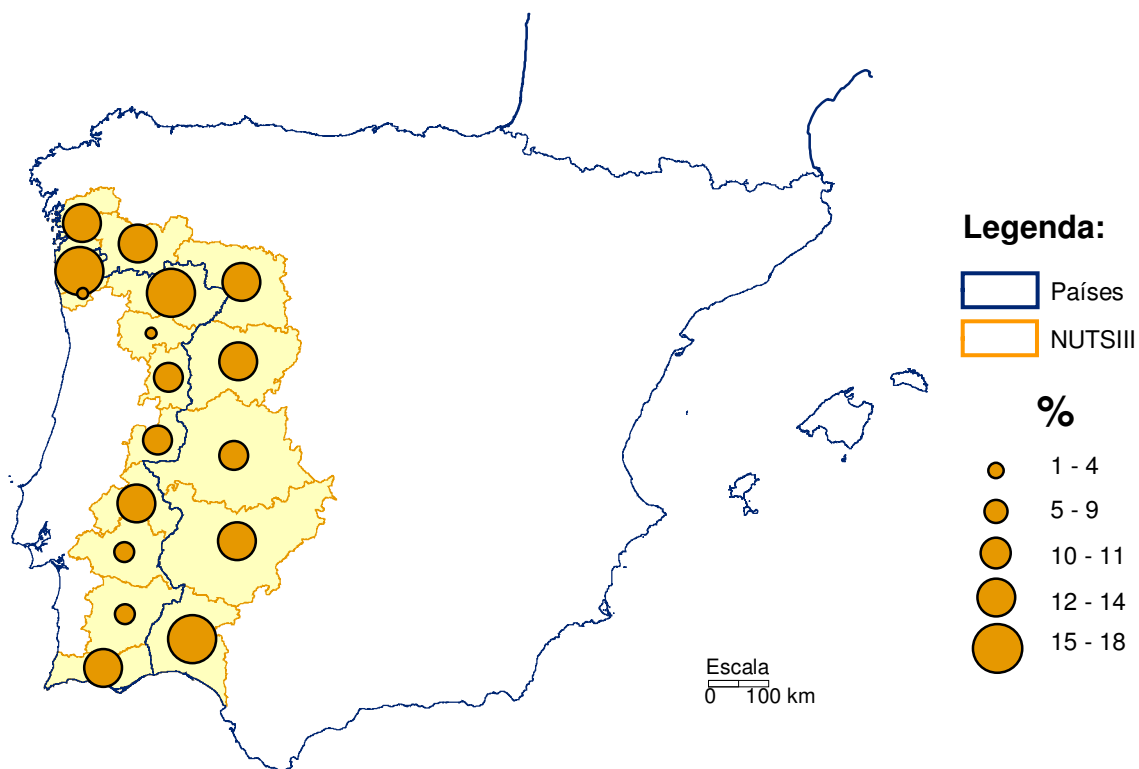 Legenda:
Países
NUTSIII
%
1 - 4
5 - 9
10 - 11
12 - 14
15 - 18
Escala
0 100 km